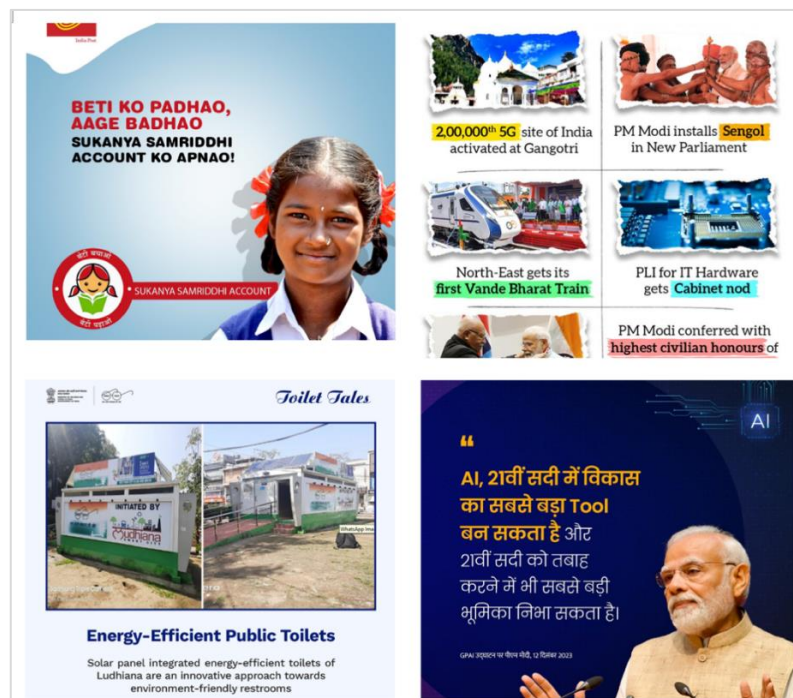 India Post
BETI KO PADHAO,
AAGE BADHAO
SUKANYA SAMRIDDHI
ACCOUNT KO APNAO!
बेटी बचाओ
बेटी पढ़ाओ
SUKANYA SAMRIDDHI ACCOUNT
2,00,000th 5G site of India
activated at Gangotri
PM Modi installs Sengol
in New Parliament
North-East gets its
first Vande Bharat Train
PLI for IT Hardware
gets Cabinet nod
PM Modi conferred with
highest civilian honours of
Toilet Tales
INITIATED BY
Ludhiana
WhatsApp Ima
Energy-Efficient Public Toilets
Solar panel integrated energy-efficient toilets of
Ludhiana are an innovative approach towards
environment-friendly restrooms
AI
“
AI, 21वीं सदी में विकास
का सबसे बड़ा Tool
बन सकता है और
21वीं सदी को तबाह
करने में भी सबसे बड़ी
भूमिका निभा सकता है।
GPAI उद्घाटन पर पीएम मोदी, 12 दिसंबर 2023